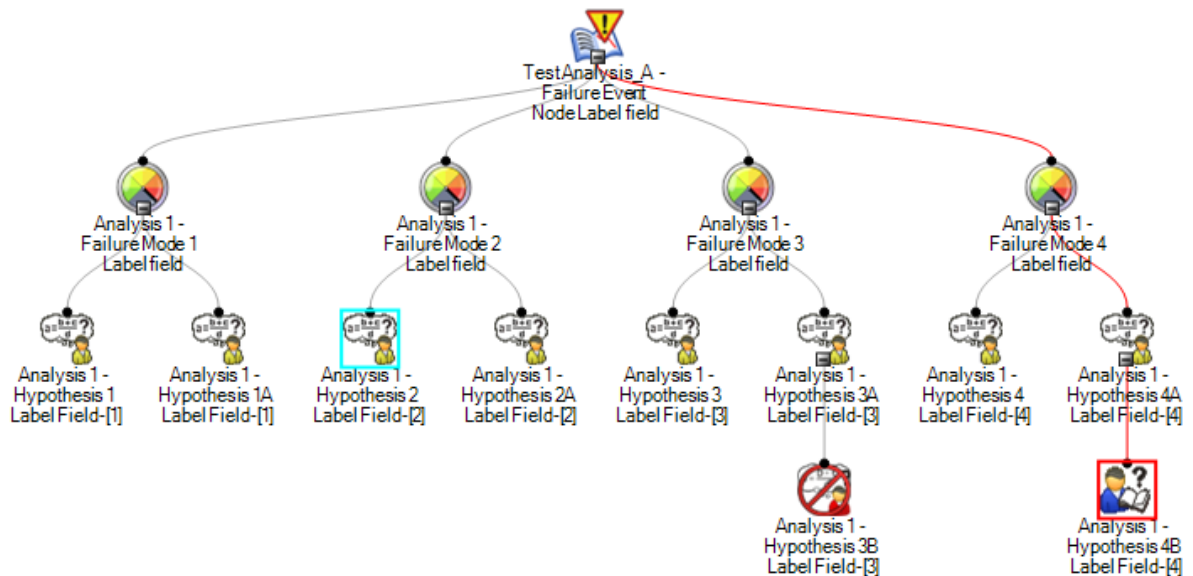 TestAnalysis_A -
Failure Event
Node Label field
Analysis 1 -
Failure Mode 1
Label field
Analysis 1 -
Failure Mode 2
Label field
Analysis 1 -
Failure Mode 3
Label field
Analysis 1 -
Failure Mode 4
Label field
Analysis 1 -
Hypothesis 1
Label Field-[1]
Analysis 1 -
Hypothesis 1A
Label Field-[1]
Analysis 1 -
Hypothesis 2
Label Field-[2]
Analysis 1 -
Hypothesis 2A
Label Field-[2]
Analysis 1 -
Hypothesis 3
Label Field-[3]
Analysis 1 -
Hypothesis 3A
Label Field-[3]
Analysis 1 -
Hypothesis 4
Label Field-[4]
Analysis 1 -
Hypothesis 4A
Label Field-[4]
Analysis 1 -
Hypothesis 3B
Label Field-[3]
Analysis 1 -
Hypothesis 4B
Label Field-[4]